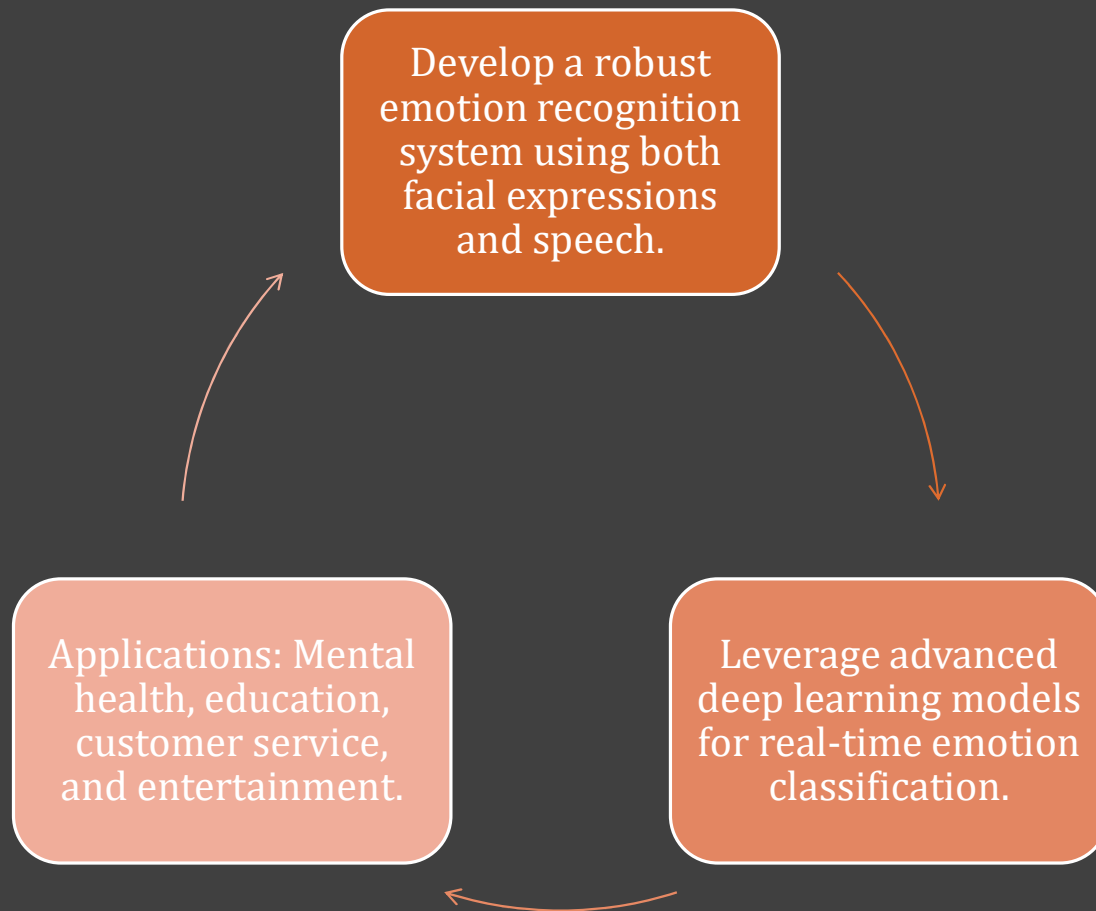 Develop a robust
emotion recognition
system using both
facial expressions
and speech.
Leverage advanced
deep learning models
for real-time emotion
classification.
Applications: Mental
health, education,
customer service,
and entertainment.